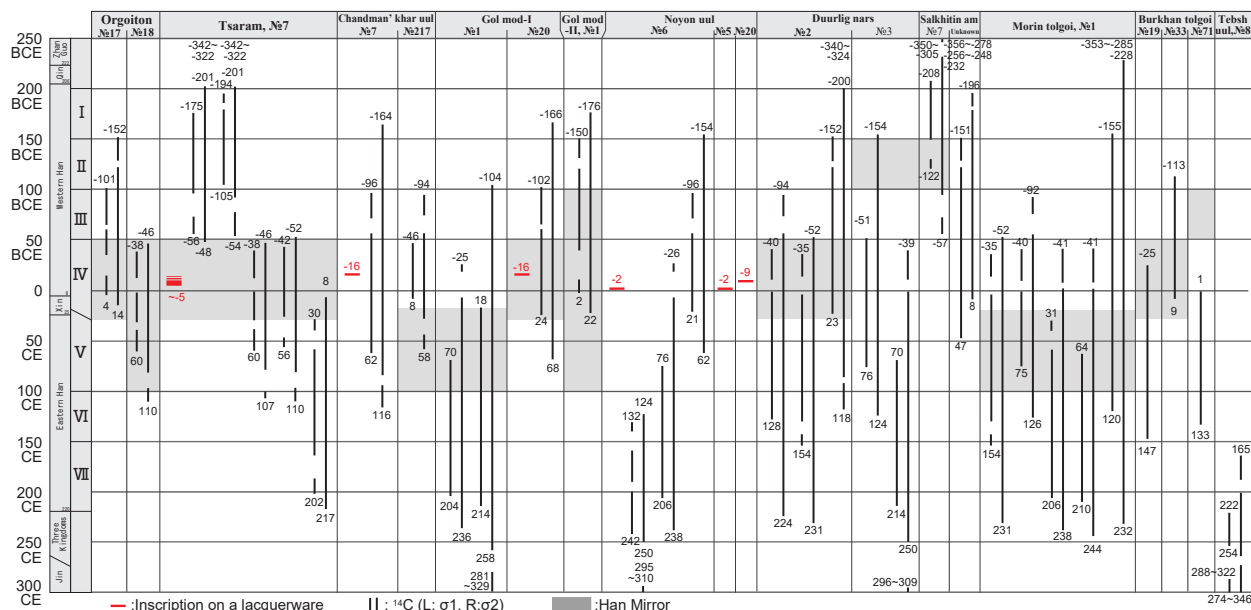 Orgoiton Tsaram, №7 Chandman' khar uul Gol mod-I Gol mod Noyon uul Duurlig nars Salkhitin am Morin tolgoi, №1 Burkhan tolgoi Tebsh
№17 №18 №7 №217 №1 №20 -II, №1 №6 №5 №20 №2 №3 №7 Unknown №19 №33 №71 uul,№8
250 BCE
200 BCE
150 BCE
100 BCE
50 BCE
0
50 CE
100 CE
150 CE
200 CE
250 CE
300 CE
Zhan Guo
Qin
Western Han
Xin
Eastern Han
Three Kingdoms
Jin
I
II
III
IV
V
VI
VII
-101 4 -152 14
-38 60 -46 110
~-5
-175 -56 -342~ -322 -201 -48
-194 -105 -342~ -322 -201 -54
-38 60 -46 107
-42 56 -52 110
30 202 8 217
-16 -96 62 -164 116
-46 8 -94 58
70 204 -25 236
18 214 -104 258 281 ~329
-16 -102 24 -166 68
-150 2 -176 22
-2 132 242 124 250 295 ~310
76 206 -26 238
-96 21 -154 62
-2
-9
-40 128 -94 224
-35 154 -52 231
-152 23 -340~ -324 -200 118
-51 76 -154 124
70 214 -39 250 296~309
-350~ -305 -208 -122 -356~-278 -256~-248 -232 -57
-151 47 -196 8
-35 154 -52 231
-40 75 -92 126
31 206 -41 238
64 210 -41 244
-155 120 -353~-285 -228 232
-25 147
-113 9
1 133
222 254 288~322 165 274~346
:Inscription on a lacquerware :¹⁴C (L: σ1, R:σ2) :Han Mirror